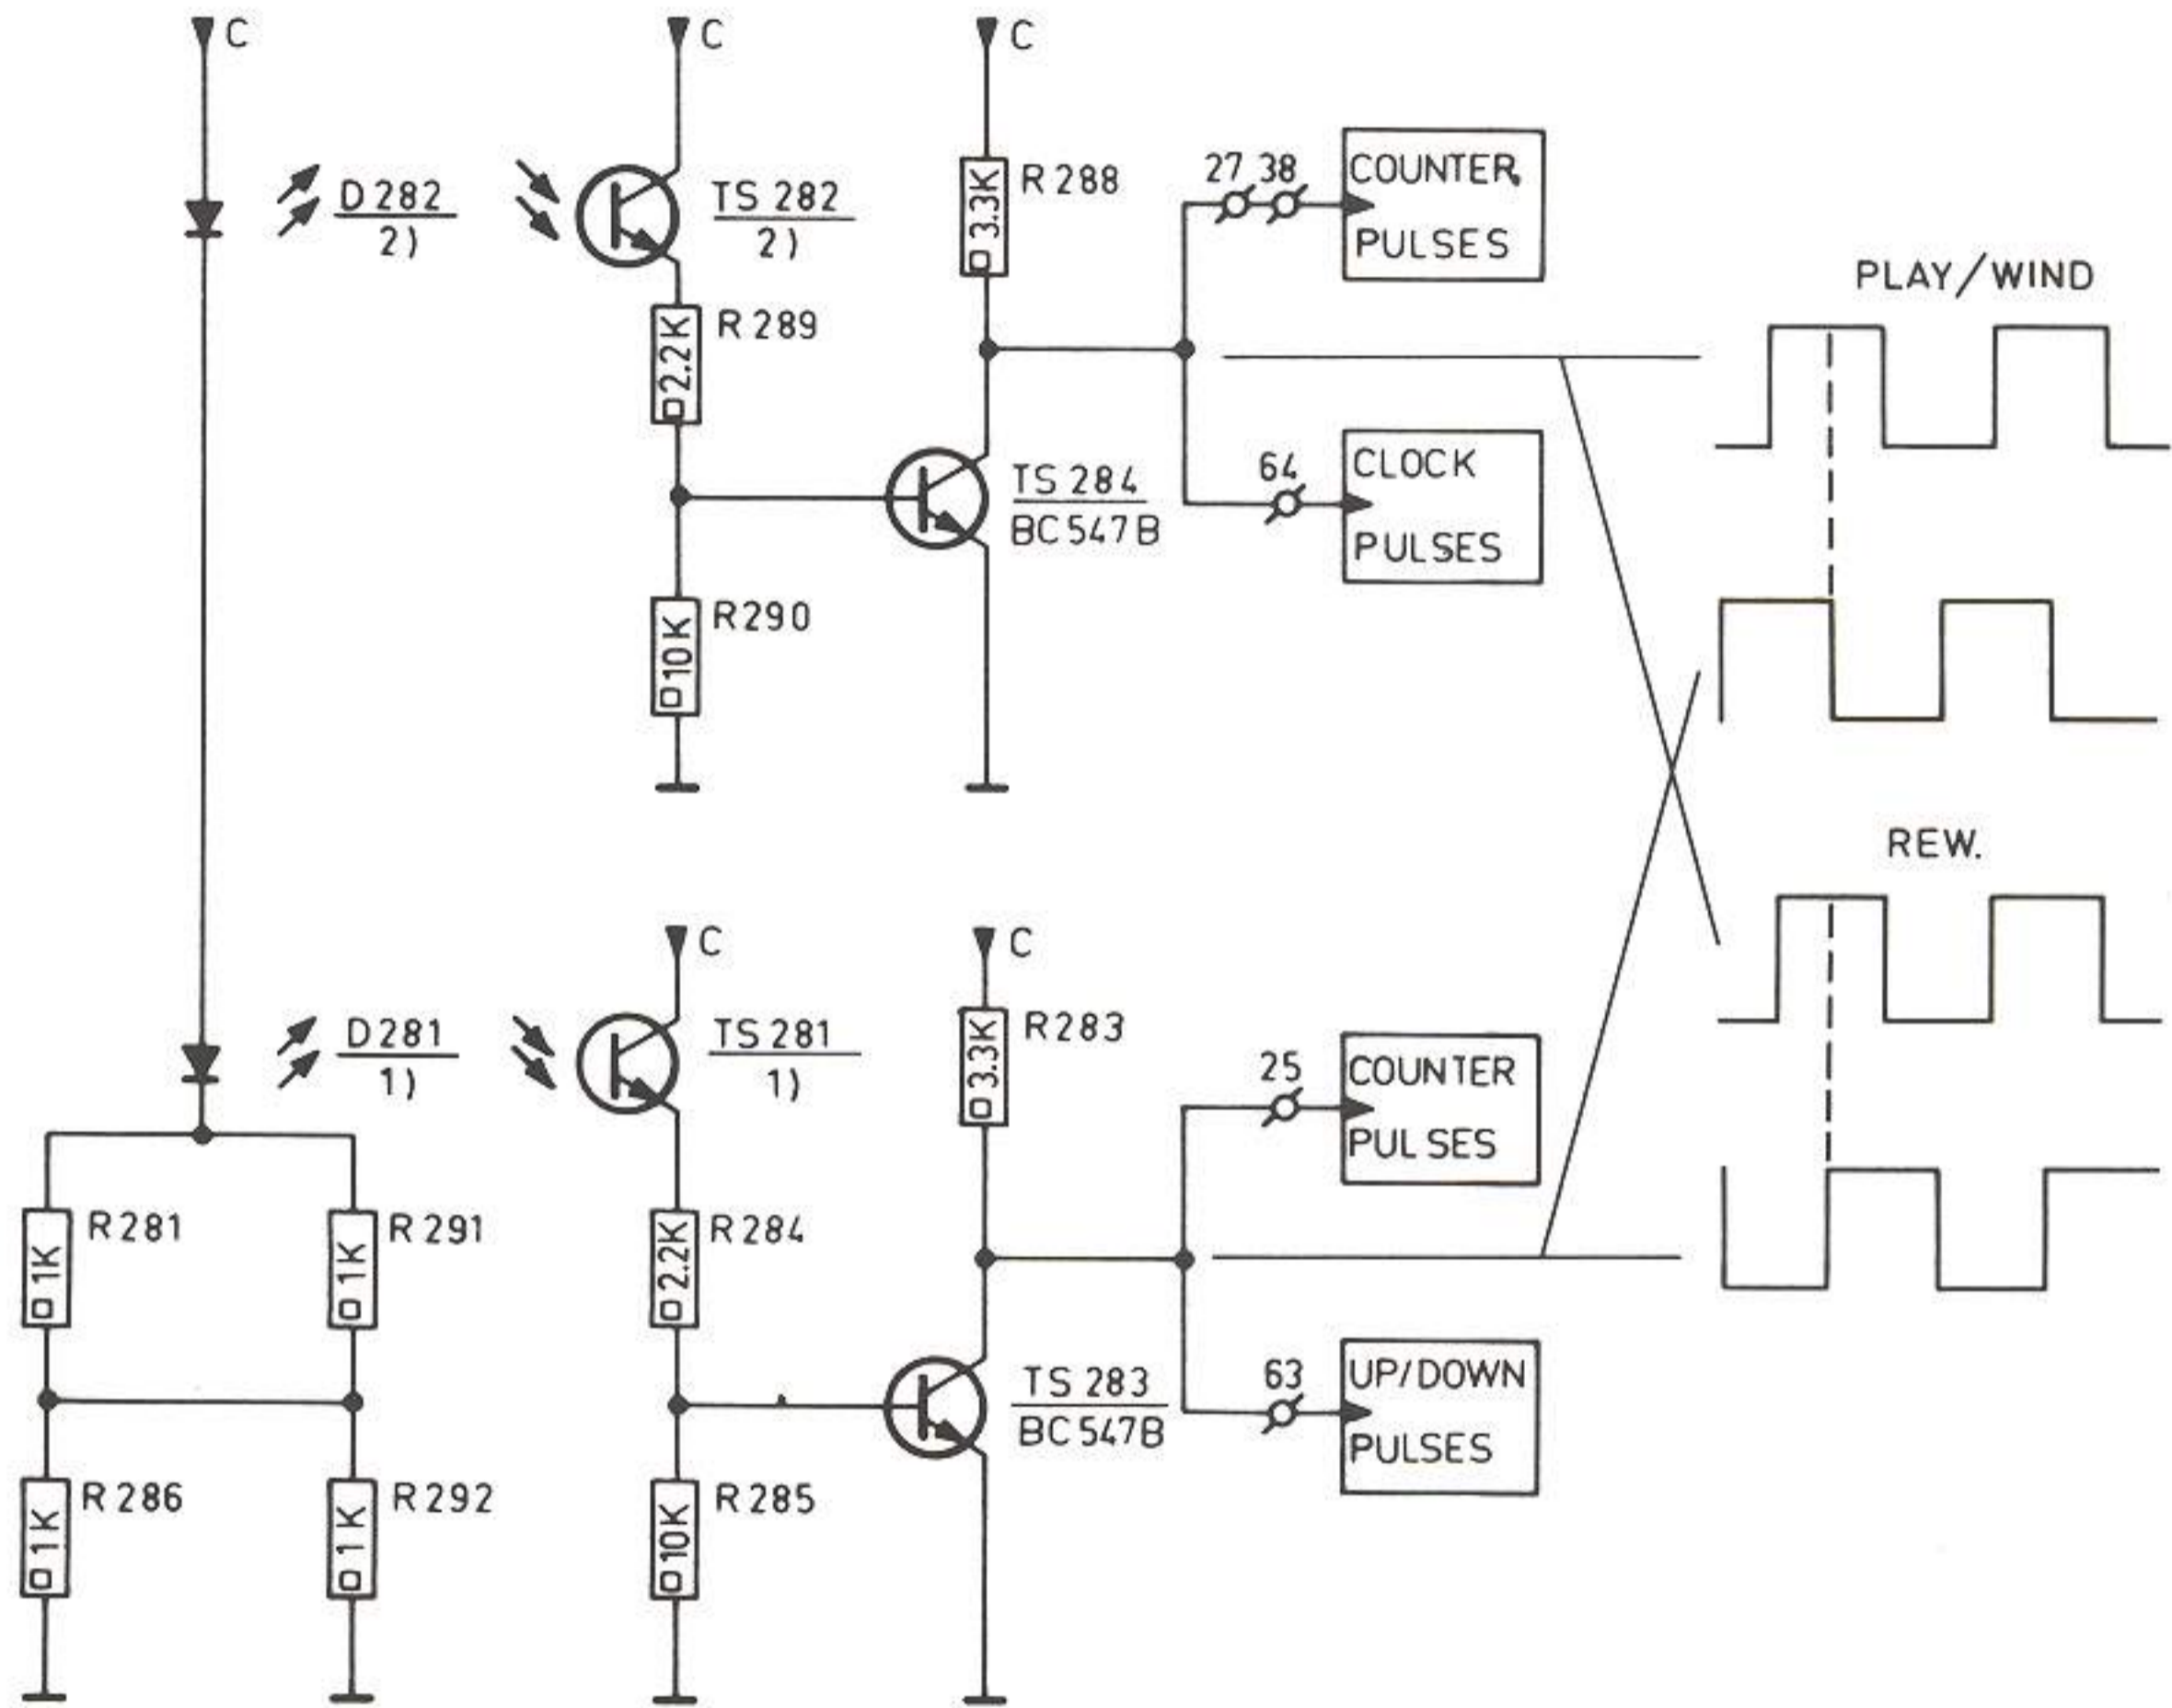 C
C
C
D 282
2)
TS 282
2)
3.3K
R 288
27 38
COUNTER
PULSES
PLAY/WIND
2.2K
R 289
64
CLOCK
PULSES
TS 284
BC 547 B
10K
R290
REW.
C
C
D 281
1)
TS 281
1)
3.3K
R283
25
COUNTER
PULSES
1K
R 281
1K
R 291
2.2K
R 284
TS 283
BC 547B
63
UP/DOWN
PULSES
1K
R 286
1K
R 292
10K
R 285